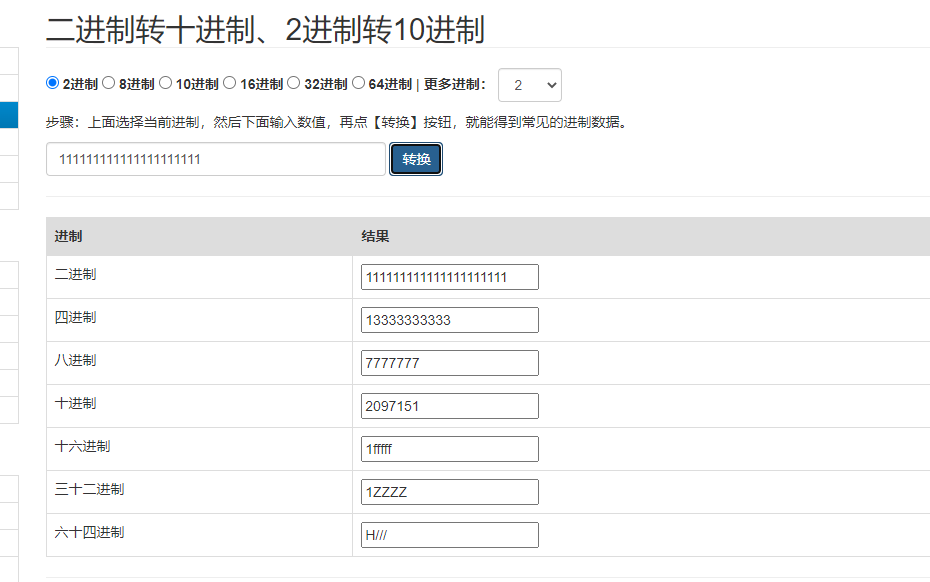 二进制转十进制、2进制转10进制
2进制 8进制 10进制 16进制 32进制 64进制 | 更多进制： 2
步骤：上面选择当前进制，然后下面输入数值，再点【转换】按钮，就能得到常见的进制数据。
111111111111111111111 转换
进制 结果
二进制 111111111111111111111
四进制 13333333333
八进制 7777777
十进制 2097151
十六进制 1fffff
三十二进制 1ZZZZ
六十四进制 H///